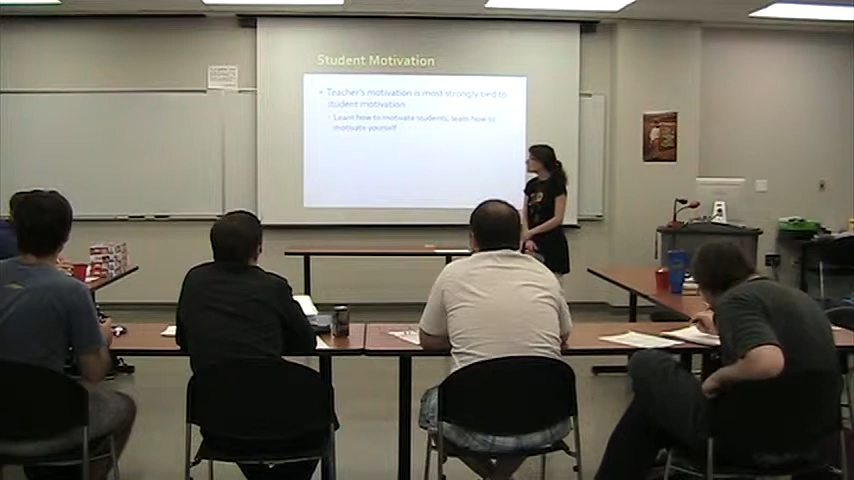 Student Motivation
Teacher's motivation is most strongly tied to
student motivation
Learn how to motivate students, learn how to
motivate yourself